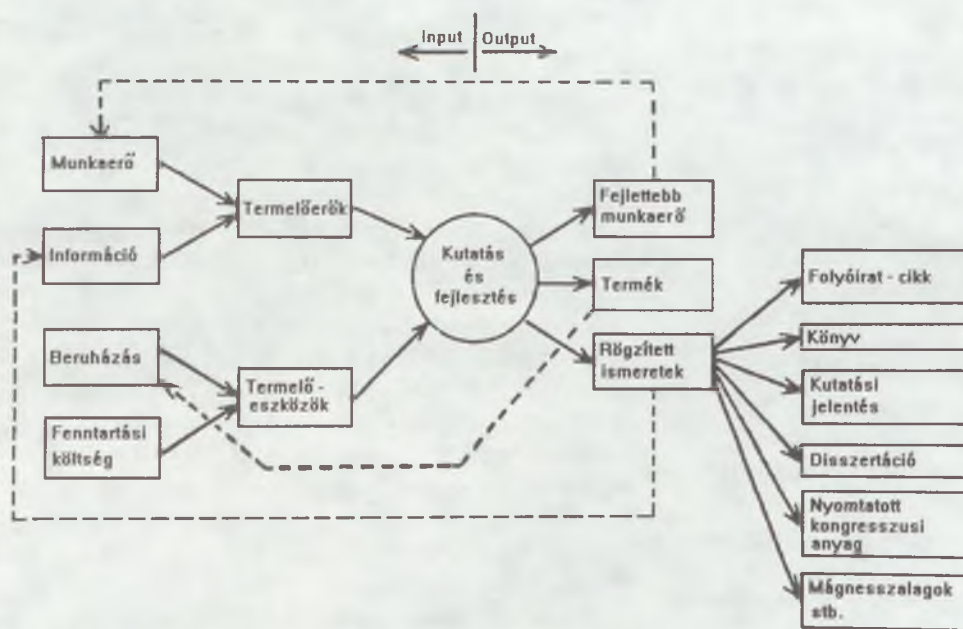 Input
Output
Munkaerő
Információ
Beruházás
Fenntartási
költség
Termelőerők
Termelő -
eszközök
Kutatás
és
fejlesztés
Fejlettebb
munkaerő
Termék
Rögzített
ismeretek
Folyóirat - cikk
Könyv
Kutatási
jelentés
Disszertáció
Nyomtatott
kongresszusi
anyag
Mágnesszalagok
stb.